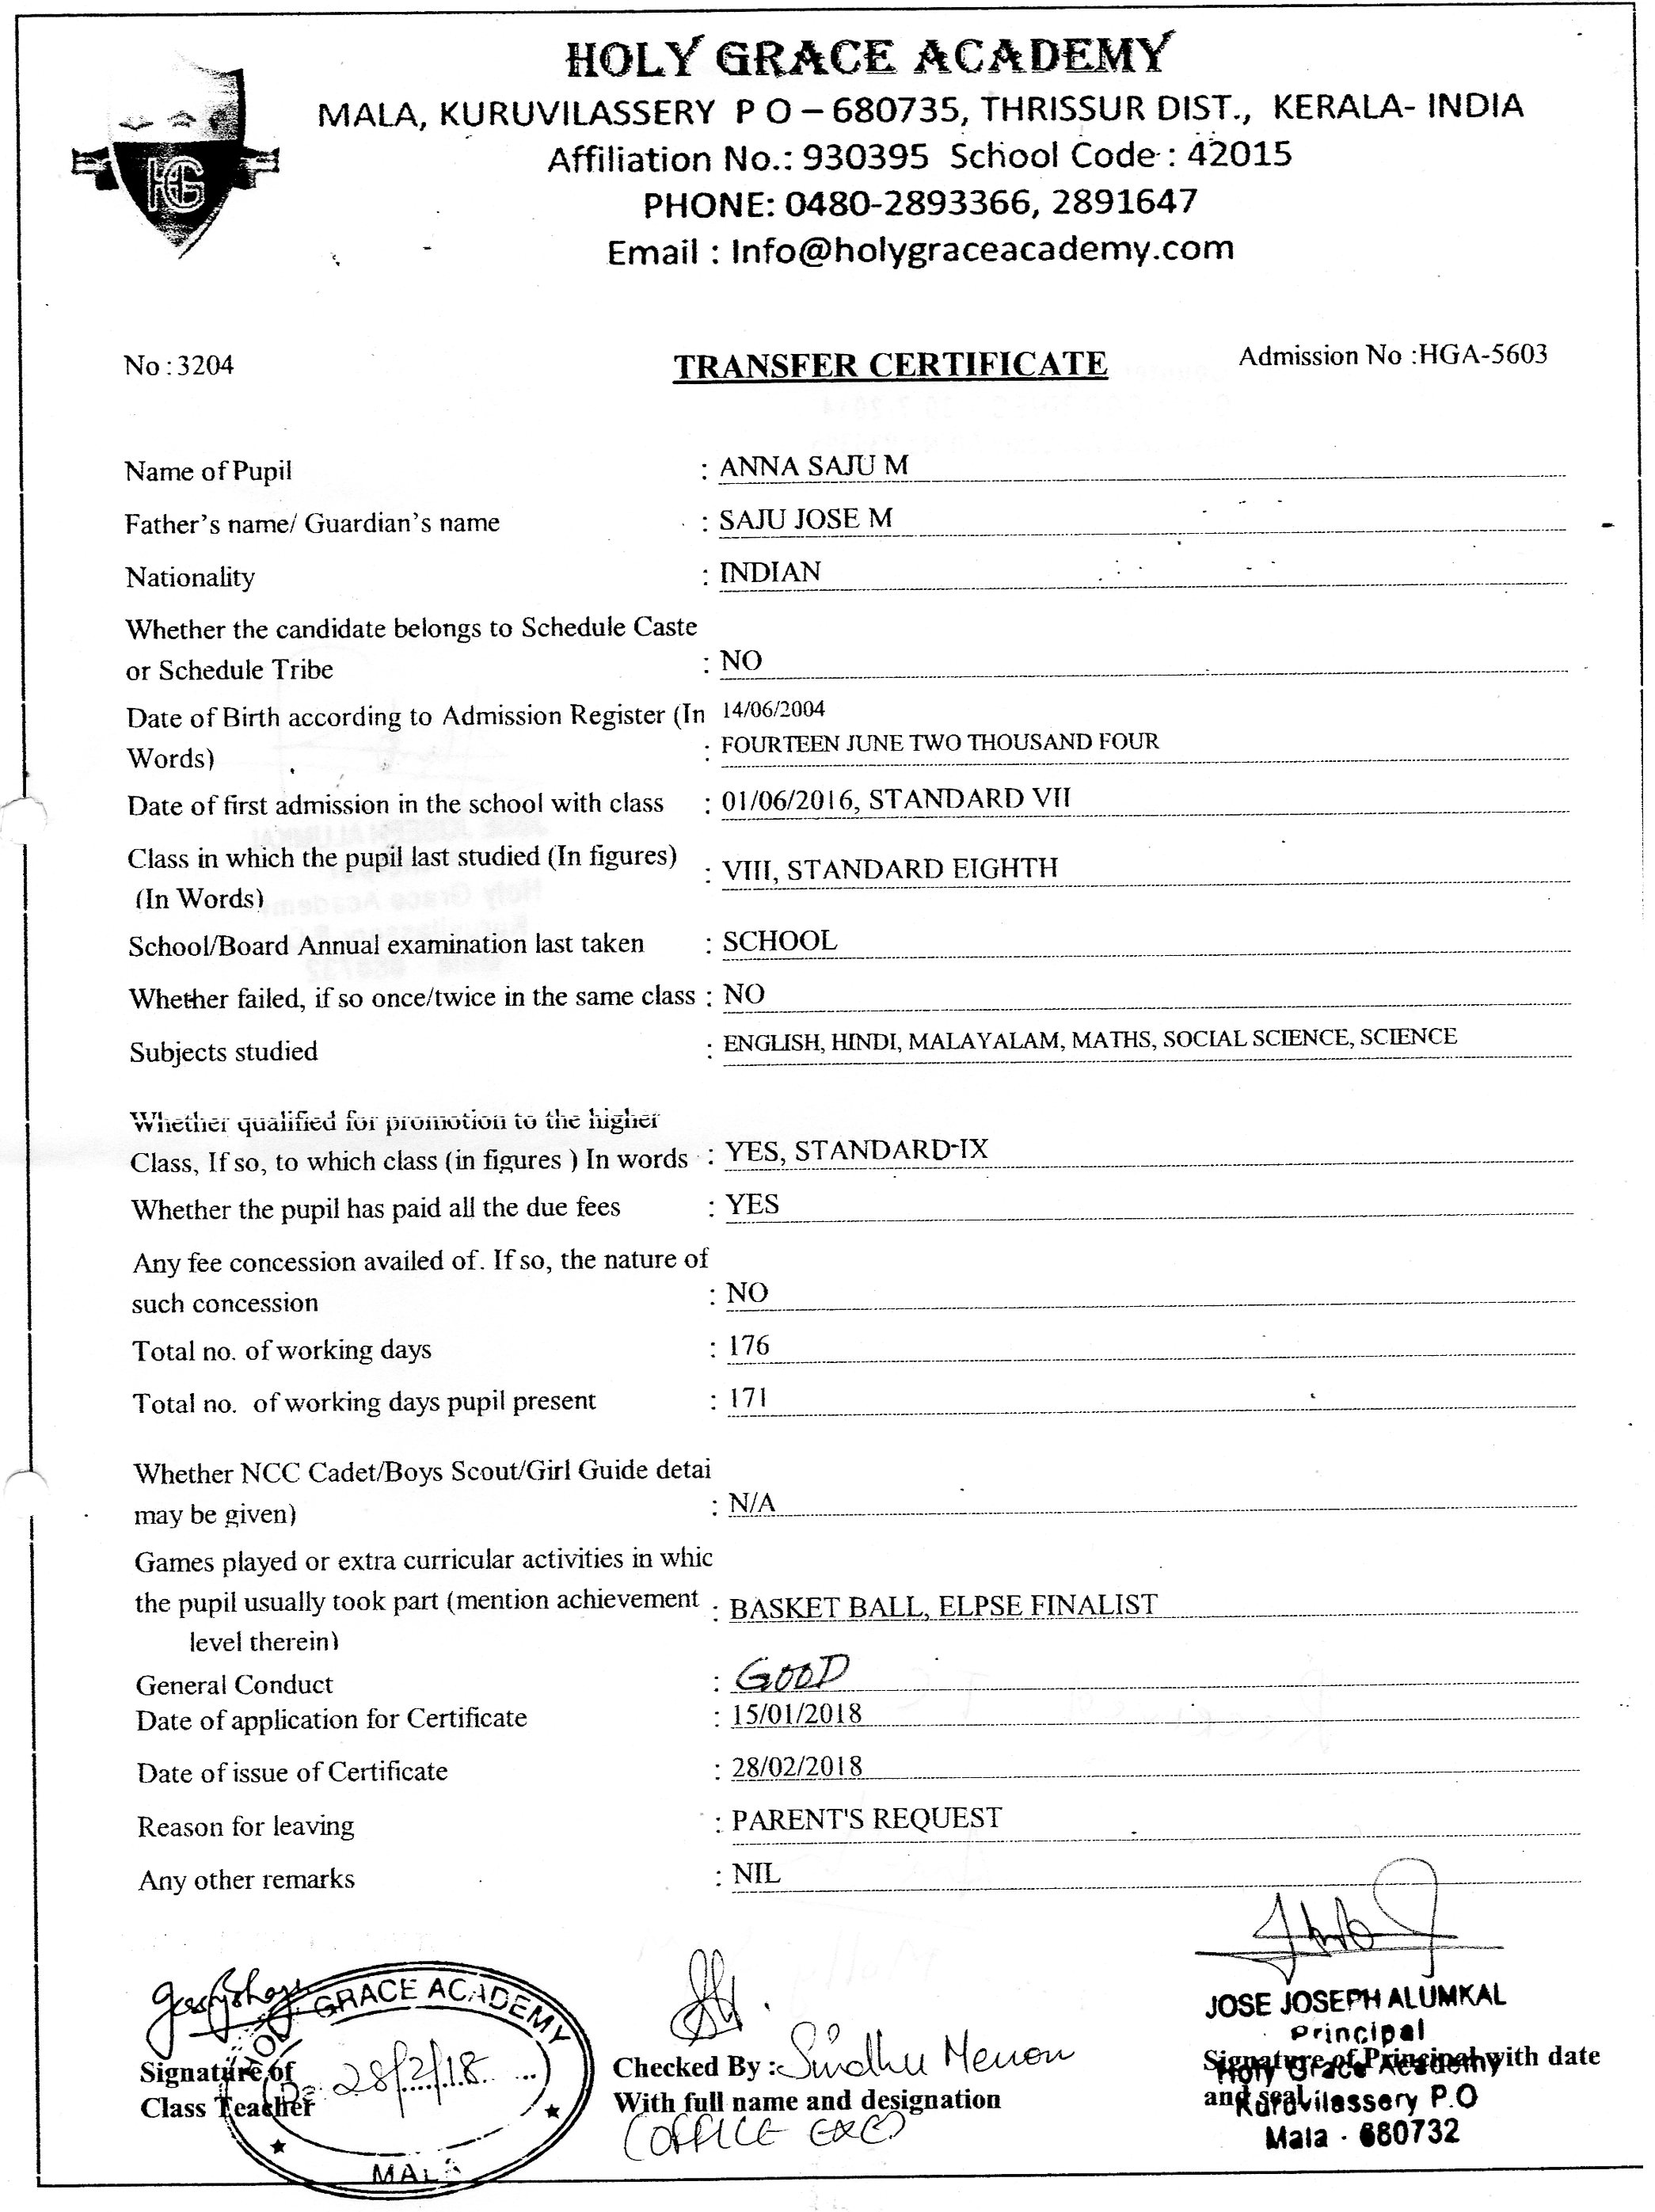 HOLY GRACE ACADEMY
MALA, KURUVILASSERY P O – 680735, THRISSUR DIST., KERALA- INDIA
Affiliation No.: 930395 School Code : 42015
PHONE: 0480-2893366, 2891647
Email : Info@holygraceacademy.com
HG
No : 3204 TRANSFER CERTIFICATE Admission No :HGA-5603
Name of Pupil : ANNA SAJU M
Father's name/ Guardian's name : SAJU JOSE M
Nationality : INDIAN
Whether the candidate belongs to Schedule Caste
or Schedule Tribe : NO
Date of Birth according to Admission Register (In 14/06/2004
Words) : FOURTEEN JUNE TWO THOUSAND FOUR
Date of first admission in the school with class : 01/06/2016, STANDARD VII
Class in which the pupil last studied (In figures) : VIII, STANDARD EIGHTH
(In Words)
School/Board Annual examination last taken : SCHOOL
Whether failed, if so once/twice in the same class : NO
Subjects studied : ENGLISH, HINDI, MALAYALAM, MATHS, SOCIAL SCIENCE, SCIENCE
Whether qualified for promotion to the higher
Class, If so, to which class (in figures ) In words : YES, STANDARD-IX
Whether the pupil has paid all the due fees : YES
Any fee concession availed of. If so, the nature of
such concession : NO
Total no. of working days : 176
Total no. of working days pupil present : 171
Whether NCC Cadet/Boys Scout/Girl Guide detai
may be given) : N/A
Games played or extra curricular activities in whic
the pupil usually took part (mention achievement : BASKET BALL, ELPSE FINALIST
level therein)
General Conduct : GOOD
Date of application for Certificate : 15/01/2018
Date of issue of Certificate : 28/02/2018
Reason for leaving : PARENT'S REQUEST
Any other remarks : NIL
HOLY GRACE ACADEMY
28/2/18
MALA
Signature of
Class Teacher
Checked By : Sindhu Menon
With full name and designation
(OFFICE EXE)
JOSE JOSEPH ALUMKAL
Principal
Holy Grace Academy
Kuruvilassery P.O
Mala - 680732
Signature of Principal with date
and seal